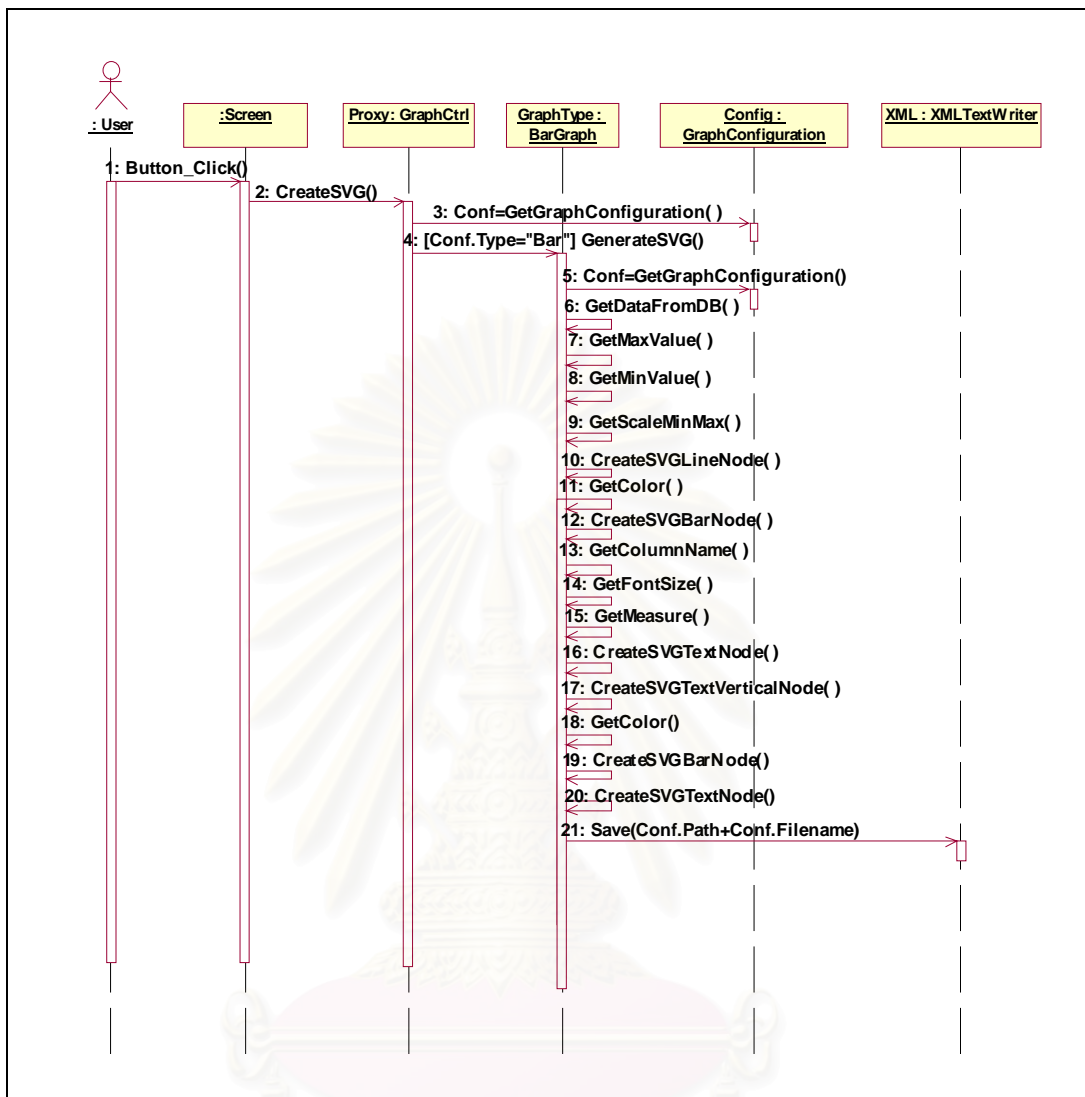 : User
:Screen
Proxy: GraphCtrl
GraphType :
BarGraph
Config :
GraphConfiguration
XML : XMLTextWriter
1: Button_Click()
2: CreateSVG()
3: Conf=GetGraphConfiguration( )
4: [Conf.Type="Bar"] GenerateSVG()
5: Conf=GetGraphConfiguration()
6: GetDataFromDB( )
7: GetMaxValue( )
8: GetMinValue( )
9: GetScaleMinMax( )
10: CreateSVGLineNode( )
11: GetColor( )
12: CreateSVGBarNode( )
13: GetColumnName( )
14: GetFontSize( )
15: GetMeasure( )
16: CreateSVGTextNode( )
17: CreateSVGTextVerticalNode( )
18: GetColor()
19: CreateSVGBarNode()
20: CreateSVGTextNode()
21: Save(Conf.Path+Conf.Filename)